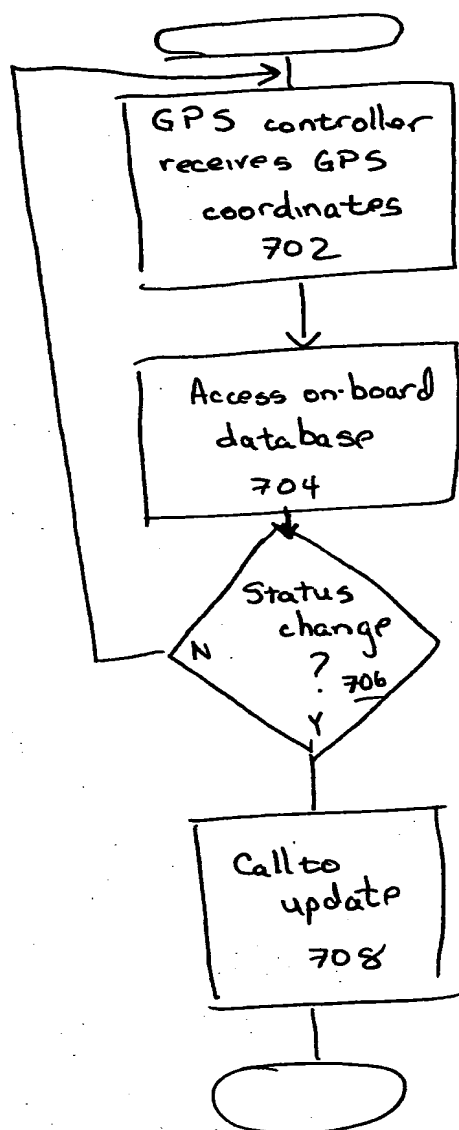 GPS controller
receives GPS
coordinates
702
Access on-board
database
704
Status
change
?
706
N
Y
Call to
update
708